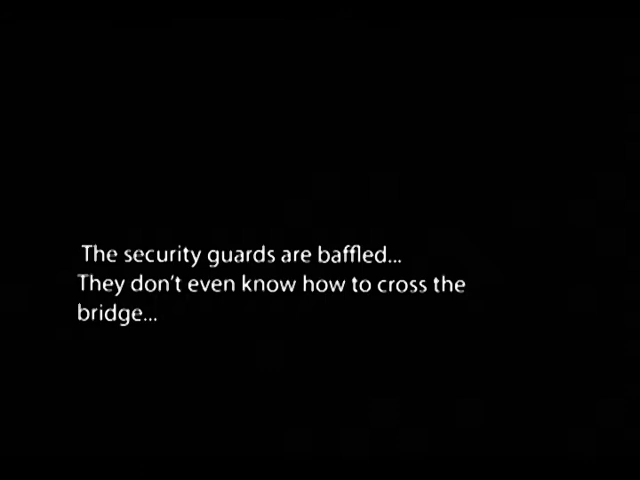 The security guards are baffled...
They don't even know how to cross the
bridge...